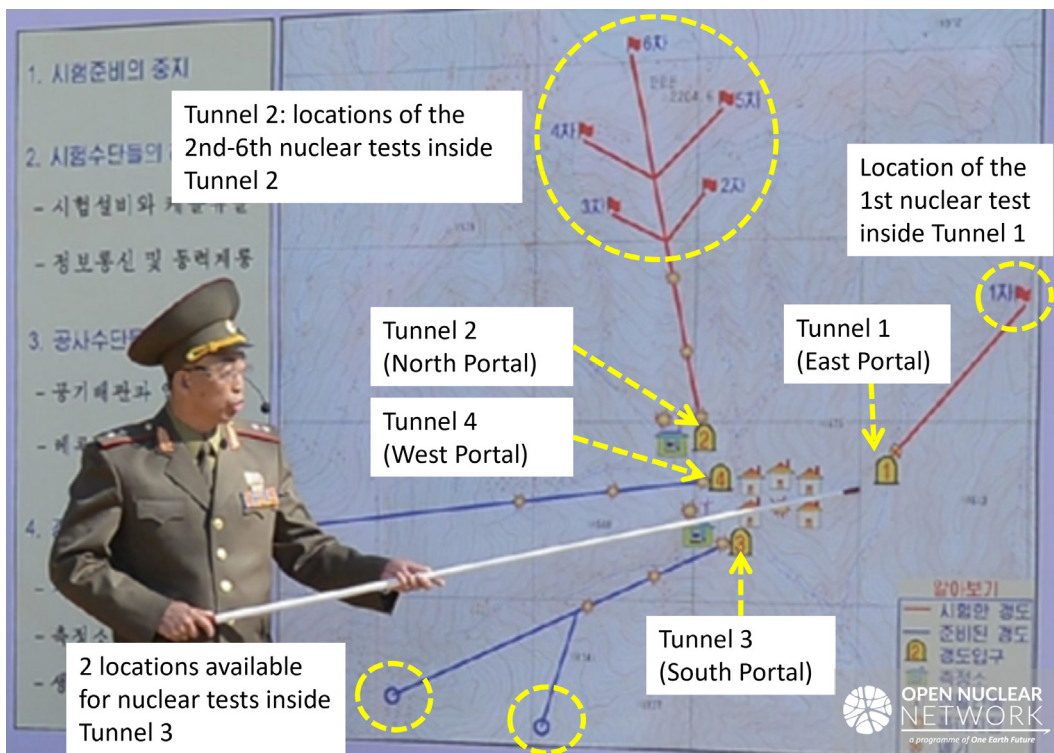 1. 시험준비의 중지
2. 시험수단들의
- 시험설비와
- 정보통신 및 동력계통
3. 공사수단들
4.
Tunnel 2: locations of the
2nd-6th nuclear tests inside
Tunnel 2
6차
2204.6
5차
4차
2차
3차
Location of the
1st nuclear test
inside Tunnel 1
1차
Tunnel 2
(North Portal)
Tunnel 1
(East Portal)
Tunnel 4
(West Portal)
2
4
1
3
Tunnel 3
(South Portal)
2 locations available
for nuclear tests inside
Tunnel 3
알아보기
시험한 갱도
준비된 갱도
2 갱도입구
측정소
OPEN NUCLEAR
NETWORK
a programme of One Earth Future